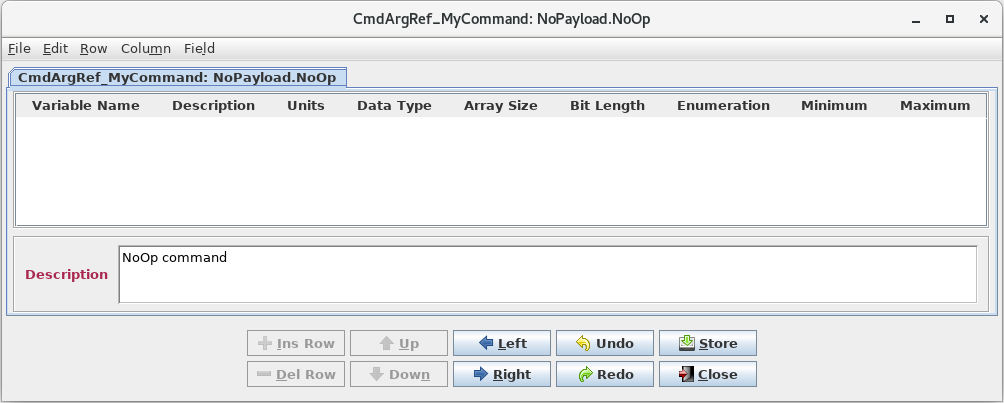 CmdArgRef_MyCommand: NoPayload.NoOp
File Edit Row Column Field
CmdArgRef_MyCommand: NoPayload.NoOp
Variable Name Description Units Data Type Array Size Bit Length Enumeration Minimum Maximum
Description NoOp command
Ins Row Up Left Undo Store
Del Row Down Right Redo Close